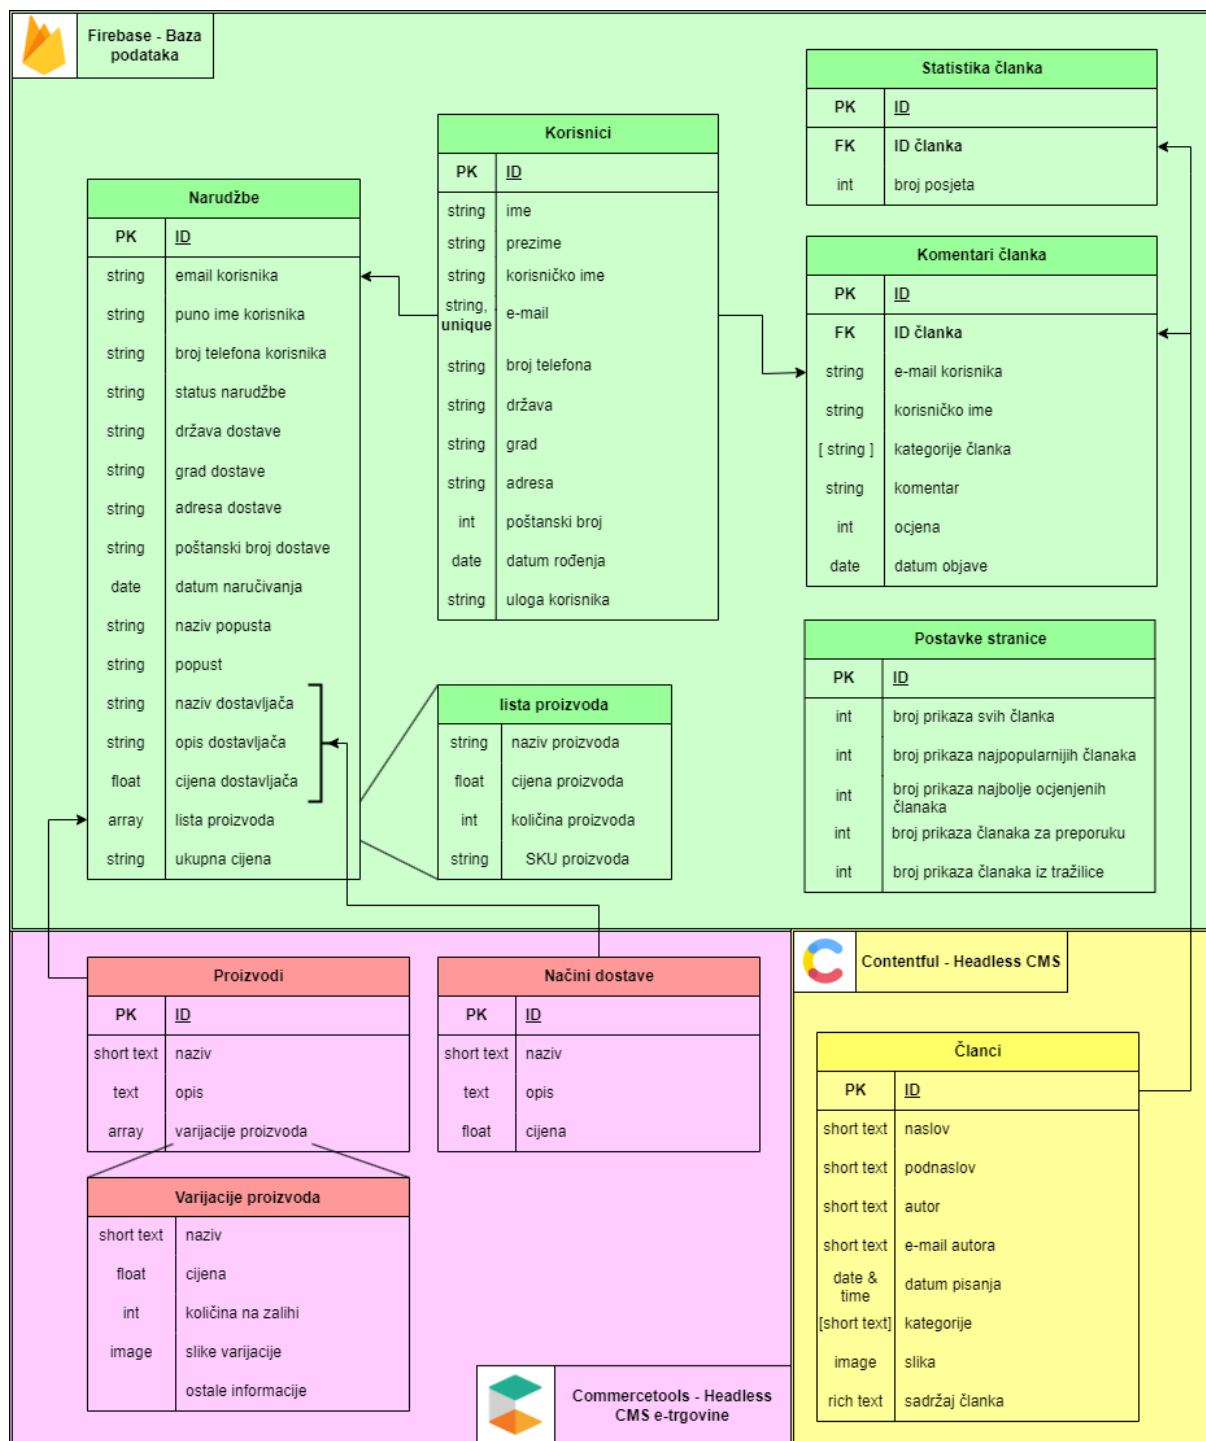 Firebase - Baza
podataka
Statistika članka
PK ID
FK ID članka
int broj posjeta
Korisnici
PK ID
string ime
string prezime
string korisničko ime
string,
unique e-mail
string broj telefona
string država
string grad
string adresa
int poštanski broj
date datum rođenja
string uloga korisnika
Narudžbe
PK ID
string email korisnika
string puno ime korisnika
string broj telefona korisnika
string status narudžbe
string država dostave
string grad dostave
string adresa dostave
string poštanski broj dostave
date datum naručivanja
string naziv popusta
string popust
string naziv dostavljača
string opis dostavljača
float cijena dostavljača
array lista proizvoda
string ukupna cijena
Komentari članka
PK ID
FK ID članka
string e-mail korisnika
string korisničko ime
[ string ] kategorije članka
string komentar
int ocjena
date datum objave
lista proizvoda
string naziv proizvoda
float cijena proizvoda
int količina proizvoda
string SKU proizvoda
Postavke stranice
PK ID
int broj prikaza svih članka
int broj prikaza najpopularnijih članaka
int broj prikaza najbolje ocjenjenih
članaka
int broj prikaza članaka za preporuku
int broj prikaza članaka iz tražilice
Proizvodi
PK ID
short text naziv
text opis
array varijacije proizvoda
Načini dostave
PK ID
short text naziv
text opis
float cijena
Varijacije proizvoda
short text naziv
float cijena
int količina na zalihi
image slike varijacije
ostale informacije
Commercetools - Headless
CMS e-trgovine
Contentful - Headless CMS
Članci
PK ID
short text naslov
short text podnaslov
short text autor
short text e-mail autora
date &
time datum pisanja
[short text] kategorije
image slika
rich text sadržaj članka